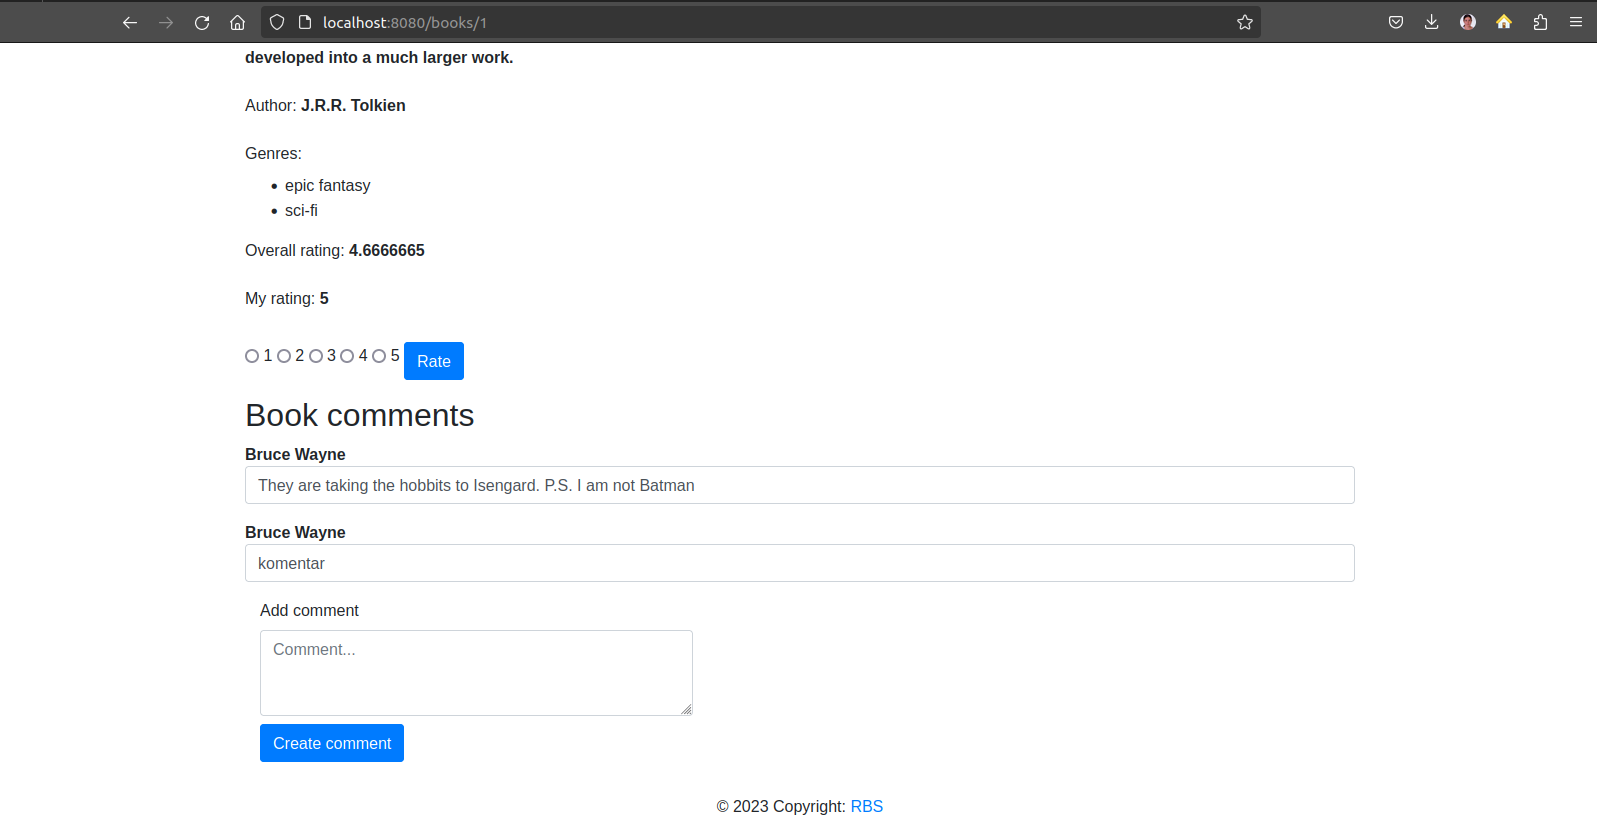 localhost:8080/books/1
developed into a much larger work.
Author: J.R.R. Tolkien
Genres:
• epic fantasy
• sci-fi
Overall rating: 4.6666665
My rating: 5
1 2 3 4 5 Rate
Book comments
Bruce Wayne
They are taking the hobbits to Isengard. P.S. I am not Batman
Bruce Wayne
komentar
Add comment
Comment...
Create comment
© 2023 Copyright: RBS